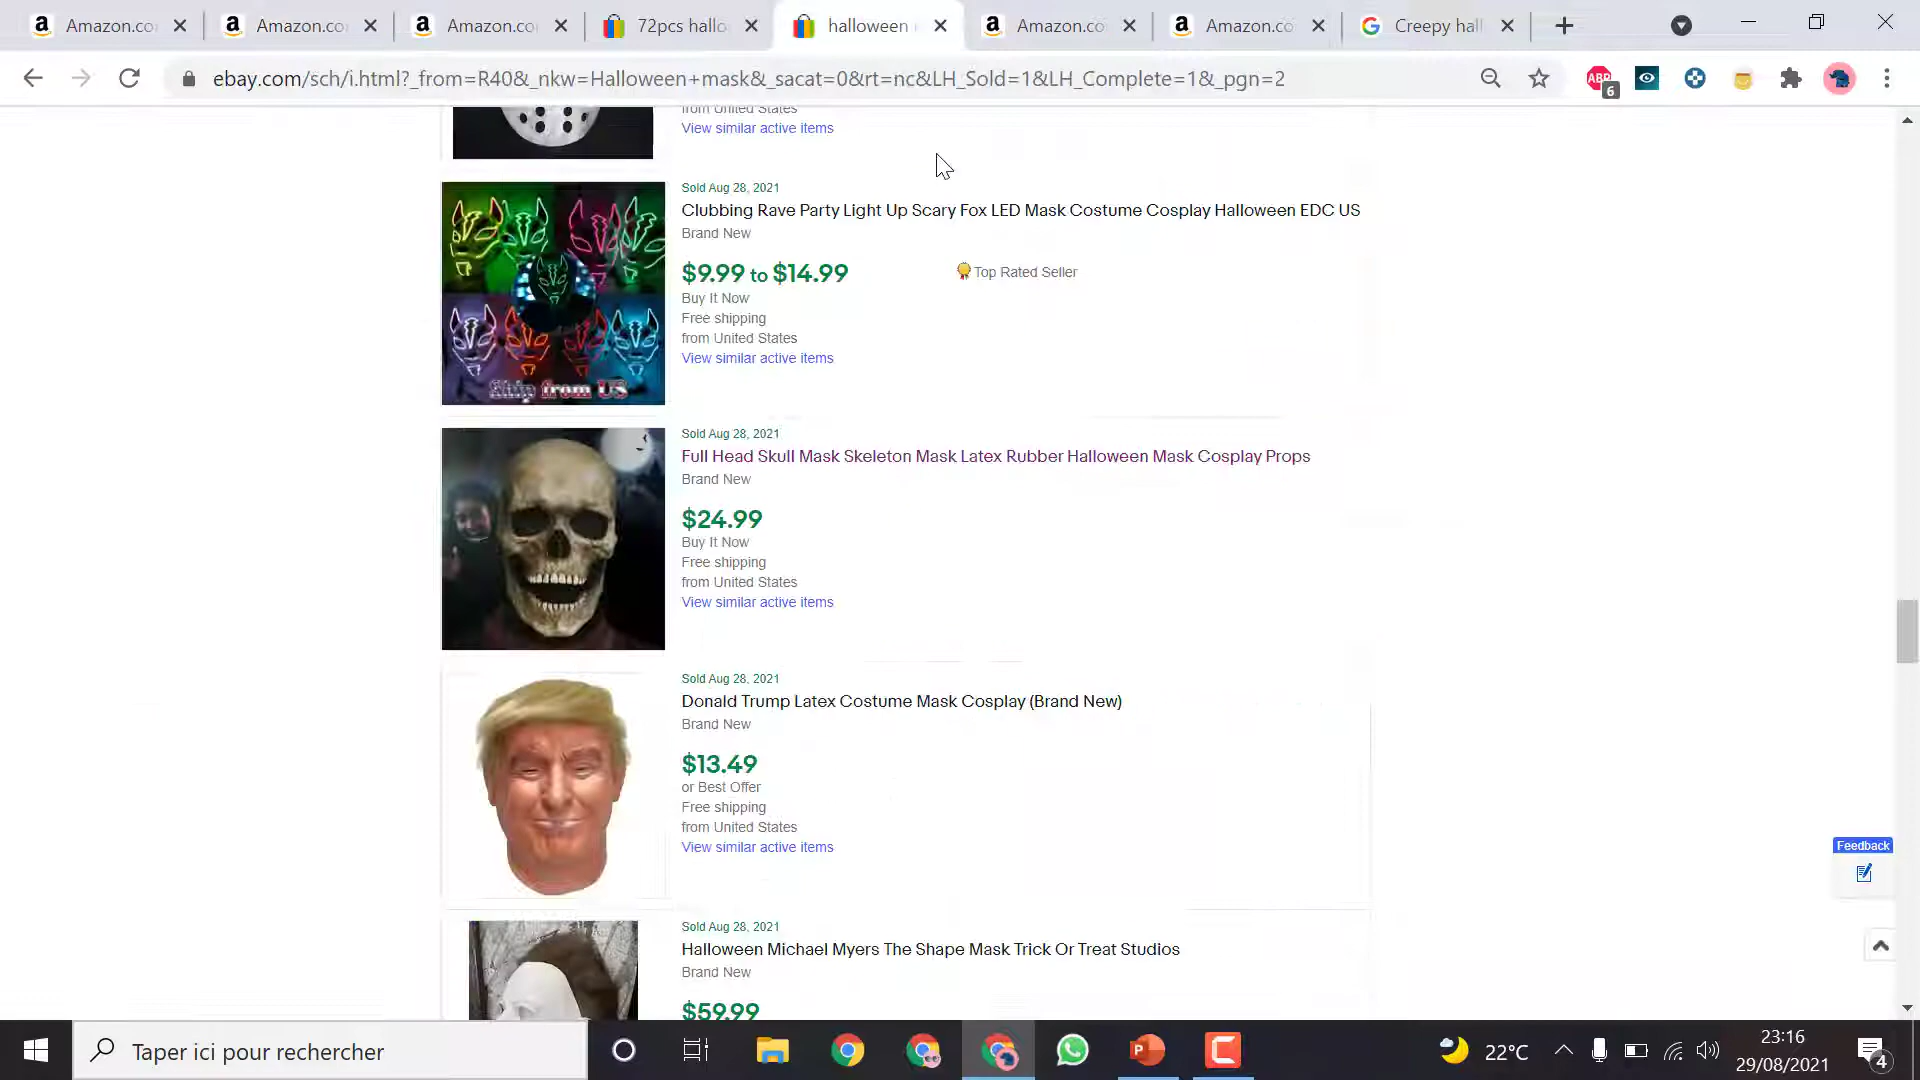 Amazon.co
Amazon.co
Amazon.co
72pcs hallo
halloween
Amazon.co
Amazon.co
Creepy hal
ebay.com/sch/i.html?_from=R40&_nkw=Halloween+mask&_sacat=0&rt=nc&LH_Sold=1&LH_Complete=1&_pgn=2
ABP
6
from United States
View similar active items
Sold Aug 28, 2021
Clubbing Rave Party Light Up Scary Fox LED Mask Costume Cosplay Halloween EDC US
Brand New
$9.99 to $14.99
Top Rated Seller
Buy It Now
Free shipping
from United States
View similar active items
Ship from US
Sold Aug 28, 2021
Full Head Skull Mask Skeleton Mask Latex Rubber Halloween Mask Cosplay Props
Brand New
$24.99
Buy It Now
Free shipping
from United States
View similar active items
Sold Aug 28, 2021
Donald Trump Latex Costume Mask Cosplay (Brand New)
Brand New
$13.49
or Best Offer
Free shipping
from United States
View similar active items
Feedback
Sold Aug 28, 2021
Halloween Michael Myers The Shape Mask Trick Or Treat Studios
Brand New
$59.99
Taper ici pour rechercher
22°C
23:16
29/08/2021
4